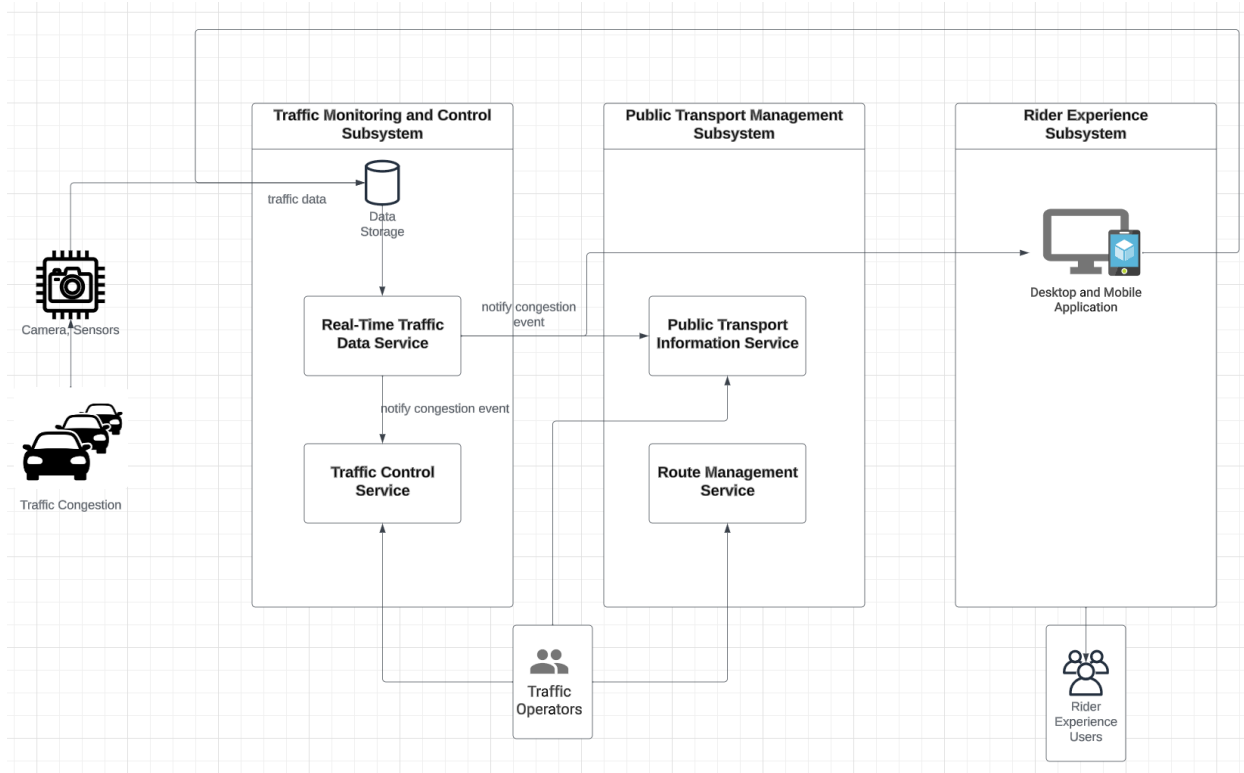 Traffic Monitoring and Control
Subsystem
Public Transport Management
Subsystem
Rider Experience
Subsystem
traffic data
Data
Storage
Camera, Sensors
Desktop and Mobile
Application
notify congestion
event
Real-Time Traffic
Data Service
Public Transport
Information Service
notify congestion event
Traffic Control
Service
Route Management
Service
Traffic Congestion
Traffic
Operators
Rider
Experience
Users